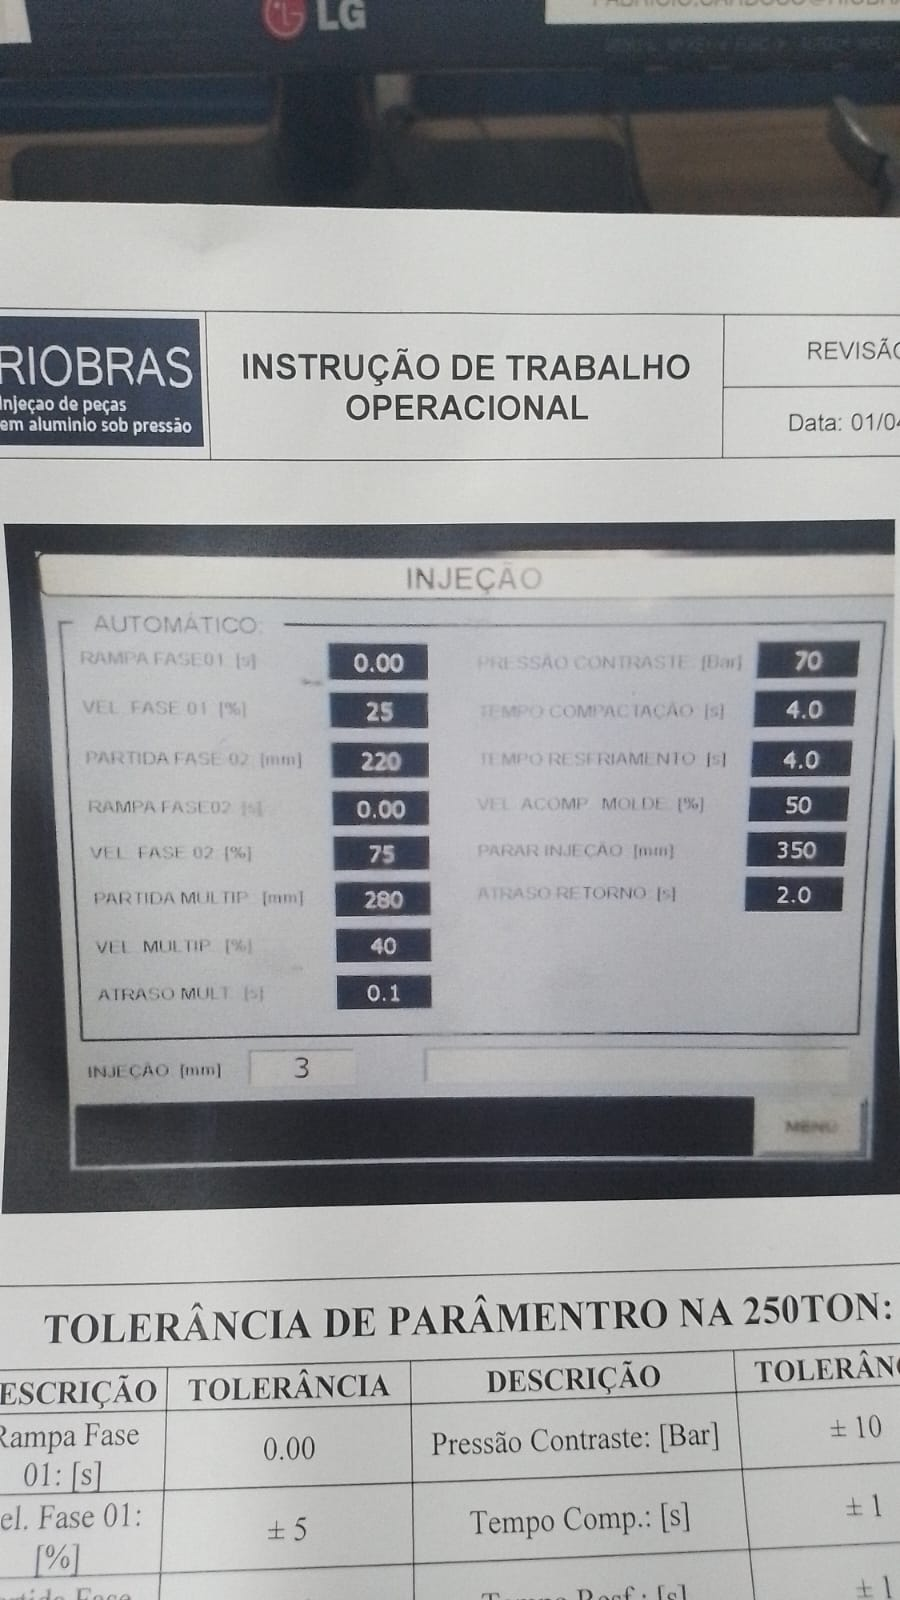 LG
RIOBRAS
Injeçao de peças
em aluminio sob pressão
INSTRUÇÃO DE TRABALHO
OPERACIONAL
REVISÃO
Data: 01/04
INJEÇÃO
AUTOMÁTICO:
RAMPA FASE01 [s] 0.00
VEL. FASE 01 [%] 25
PARTIDA FASE 02: [mm] 220
RAMPA FASE02 [s] 0.00
VEL. FASE 02 [%] 75
PARTIDA MULTIP: [mm] 280
VEL. MULTIP. [%] 40
ATRASO MULT. [s] 0.1
PRESSÃO CONTRASTE: [Bar] 70
TEMPO COMPACTAÇÃO: [s] 4.0
TEMPO RESFRIAMENTO: [s] 4.0
VEL ACOMP. MOLDE: [%] 50
PARAR INJEÇÃO: [mm] 350
ATRASO RETORNO: [s] 2.0
INJEÇÃO: [mm] 3
MENU
TOLERÂNCIA DE PARÂMENTRO NA 250TON:
ESCRIÇÃO TOLERÂNCIA DESCRIÇÃO TOLERÂNC
Rampa Fase 01: [s] 0.00 Pressão Contraste: [Bar] ± 10
el. Fase 01: [%] ± 5 Tempo Comp.: [s] ± 1
± 1